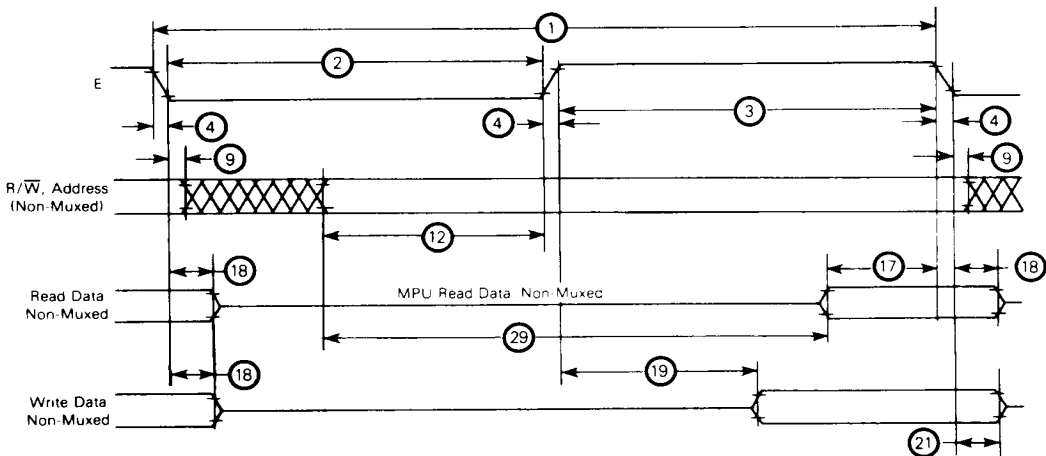 1
2
E
3
4
4
4
9
9
R/W̅, Address
(Non-Muxed)
12
18
17
18
Read Data
Non-Muxed
MPU Read Data Non-Muxed
29
18
19
Write Data
Non-Muxed
21